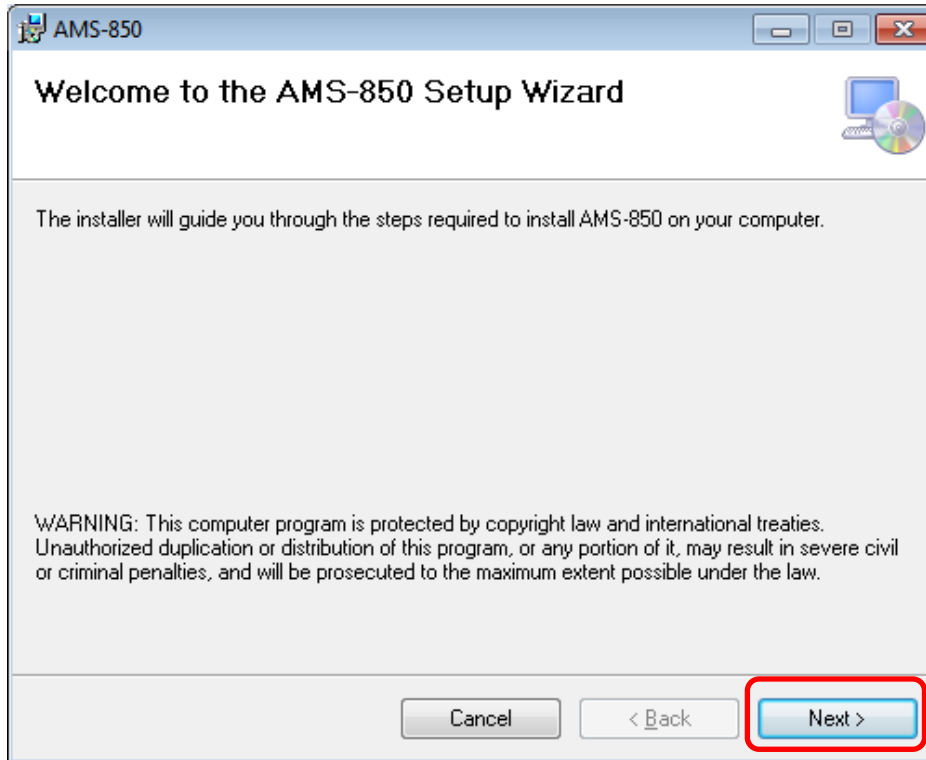 AMS-850
Welcome to the AMS-850 Setup Wizard
The installer will guide you through the steps required to install AMS-850 on your computer.
WARNING: This computer program is protected by copyright law and international treaties.
Unauthorized duplication or distribution of this program, or any portion of it, may result in severe civil
or criminal penalties, and will be prosecuted to the maximum extent possible under the law.
Cancel
< Back
Next >